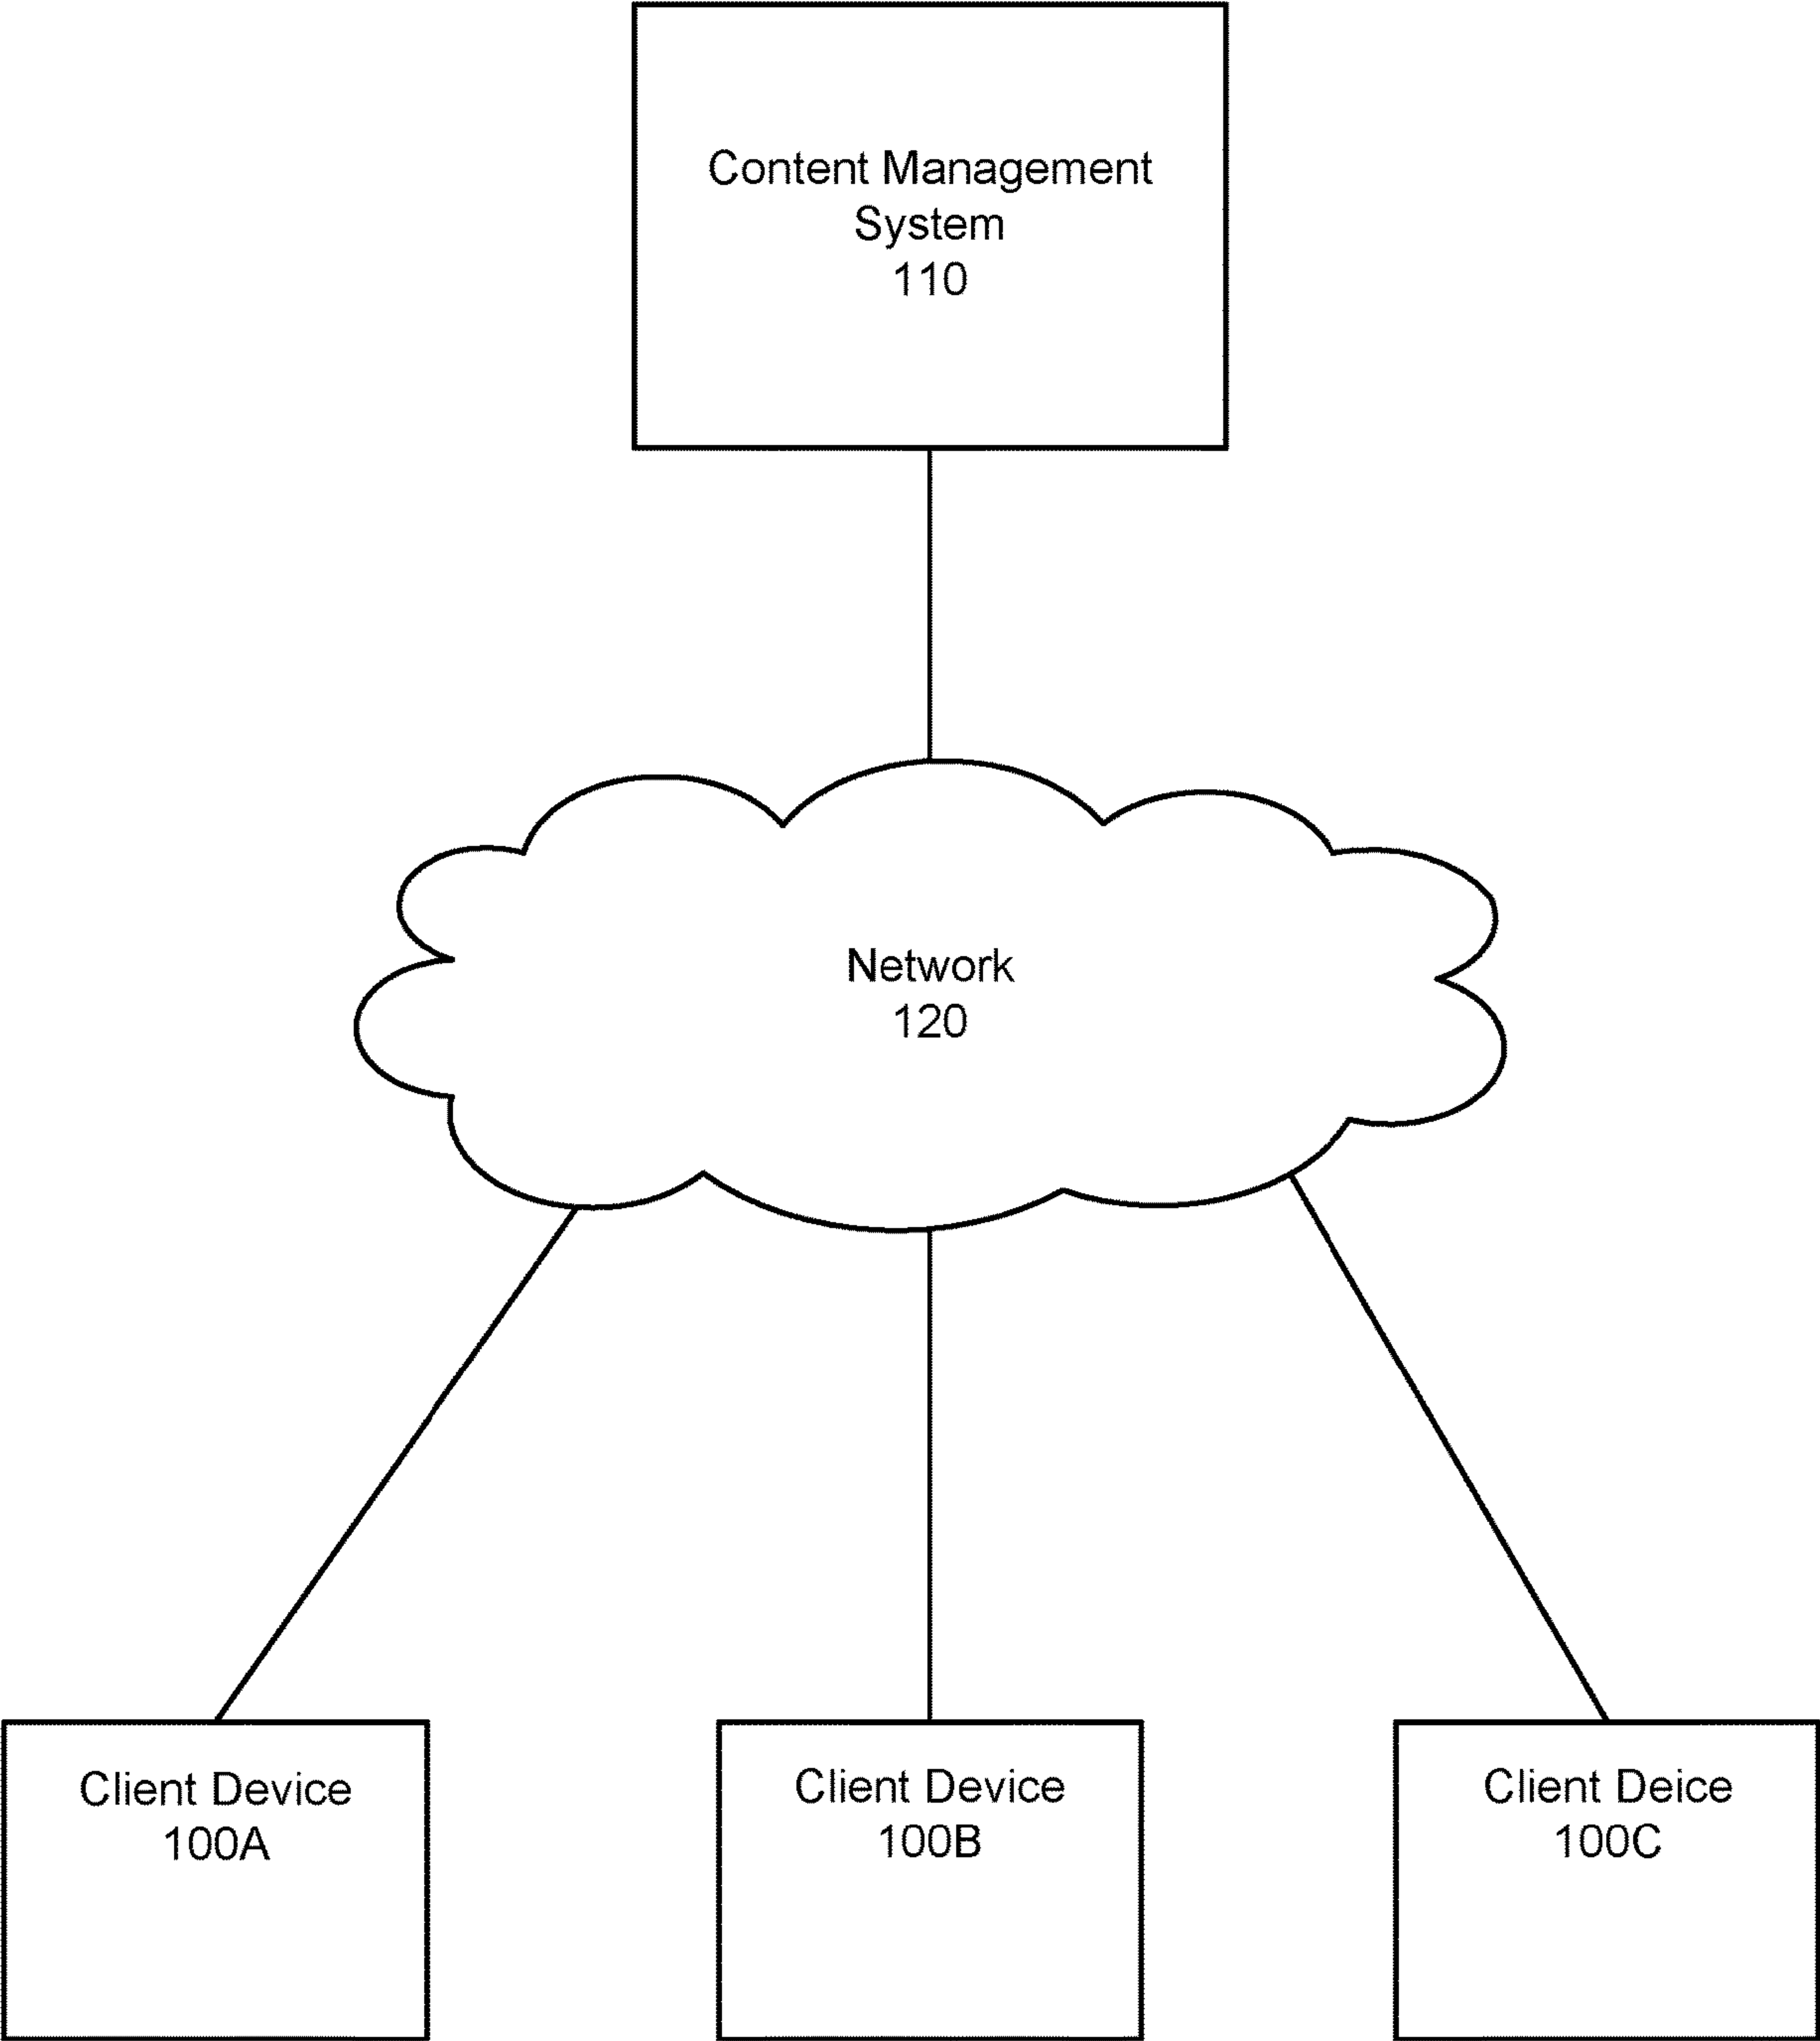 Content Management
System
110
Network
120
Client Device
100A
Client Device
100B
Client Deice
100C